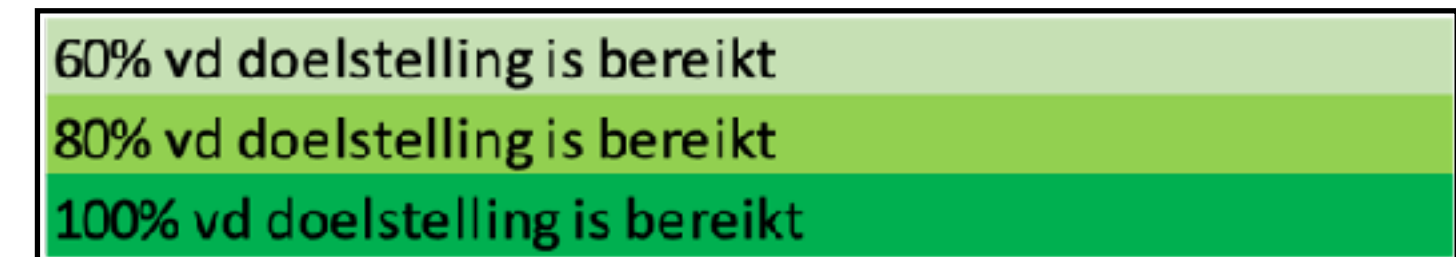 60% vd doelstelling is bereikt
80% vd doelstelling is bereikt
100% vd doelstelling is bereikt